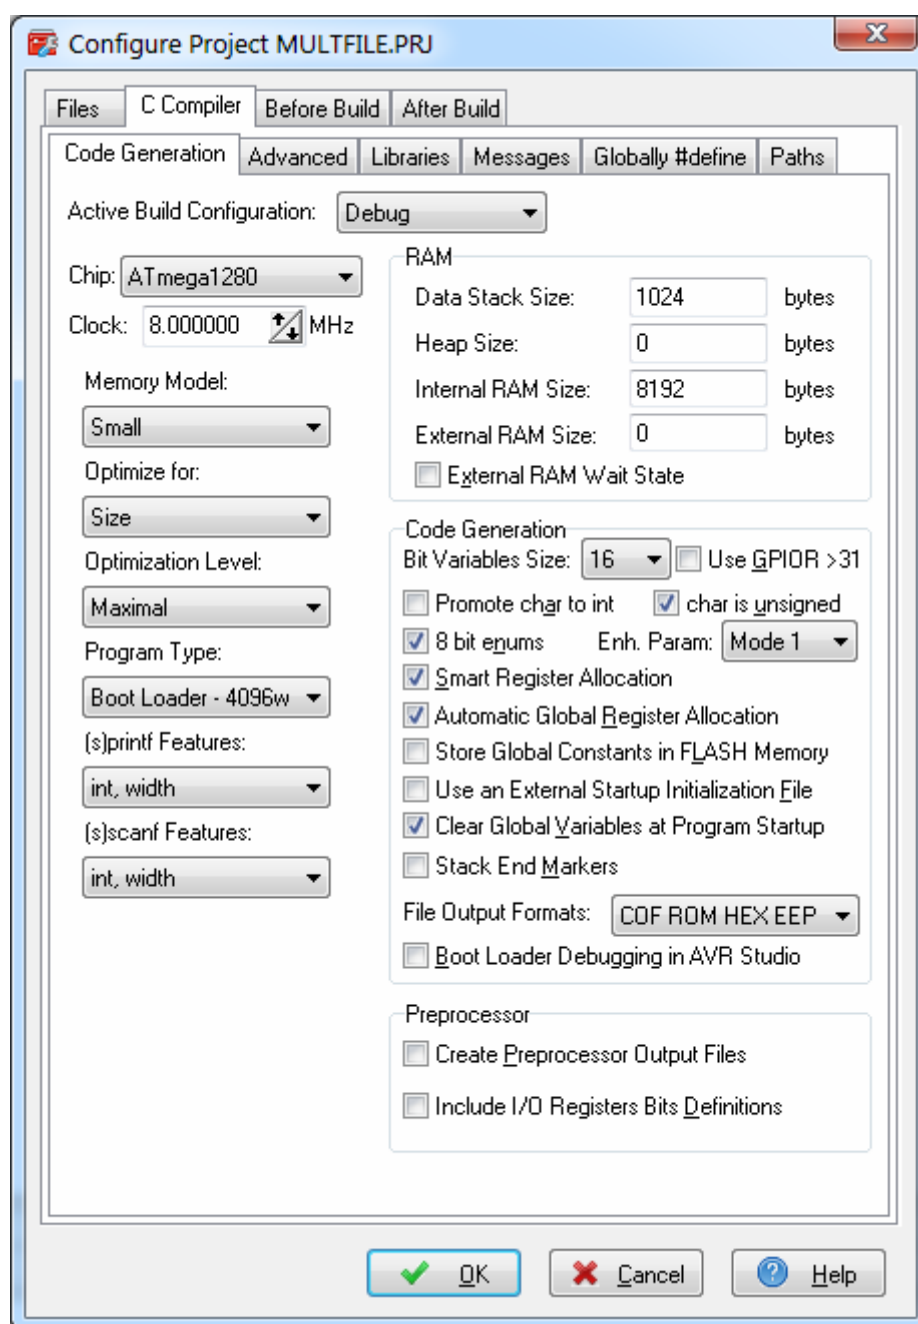 Configure Project MULTFILE.PRJ
Files C Compiler Before Build After Build
Code Generation Advanced Libraries Messages Globally #define Paths
Active Build Configuration: Debug
Chip: ATmega1280
Clock: 8.000000 MHz
Memory Model:
Small
Optimize for:
Size
Optimization Level:
Maximal
Program Type:
Boot Loader - 4096w
(s)printf Features:
int, width
(s)scanf Features:
int, width
RAM
Data Stack Size: 1024 bytes
Heap Size: 0 bytes
Internal RAM Size: 8192 bytes
External RAM Size: 0 bytes
External RAM Wait State
Code Generation
Bit Variables Size: 16 Use GPIOR >31
Promote char to int char is unsigned
8 bit enums Enh. Param: Mode 1
Smart Register Allocation
Automatic Global Register Allocation
Store Global Constants in FLASH Memory
Use an External Startup Initialization File
Clear Global Variables at Program Startup
Stack End Markers
File Output Formats: COF ROM HEX EEP
Boot Loader Debugging in AVR Studio
Preprocessor
Create Preprocessor Output Files
Include I/O Registers Bits Definitions
OK Cancel Help